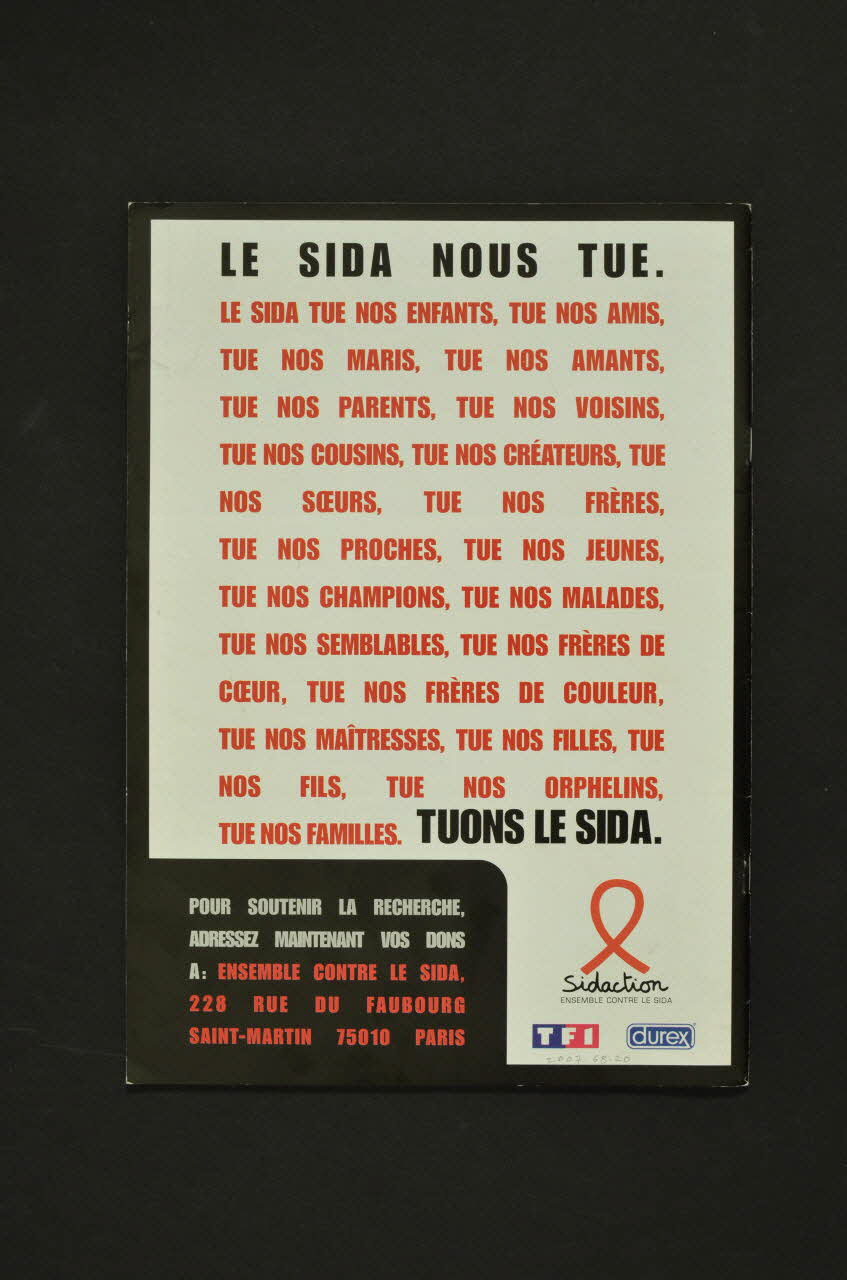 LE SIDA NOUS TUE.
LE SIDA TUE NOS ENFANTS, TUE NOS AMIS,
TUE NOS MARIS, TUE NOS AMANTS,
TUE NOS PARENTS, TUE NOS VOISINS,
TUE NOS COUSINS, TUE NOS CRÉATEURS, TUE
NOS SŒURS, TUE NOS FRÈRES,
TUE NOS PROCHES, TUE NOS JEUNES,
TUE NOS CHAMPIONS, TUE NOS MALADES,
TUE NOS SEMBLABLES, TUE NOS FRÈRES DE
CŒUR, TUE NOS FRÈRES DE COULEUR,
TUE NOS MAÎTRESSES, TUE NOS FILLES, TUE
NOS FILS, TUE NOS ORPHELINS,
TUE NOS FAMILLES. TUONS LE SIDA.
POUR SOUTENIR LA RECHERCHE,
ADRESSEZ MAINTENANT VOS DONS
A: ENSEMBLE CONTRE LE SIDA,
228 RUE DU FAUBOURG
SAINT-MARTIN 75010 PARIS
Sidaction
ENSEMBLE CONTRE LE SIDA
TF1 durex
2007.68.20